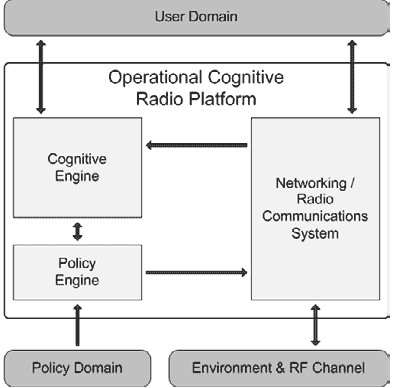 User Domain
Operational Cognitive
Radio Platform
Cognitive
Engine
Networking /
Radio
Communications
System
Policy
Engine
Policy Domain
Environment & RF Channel